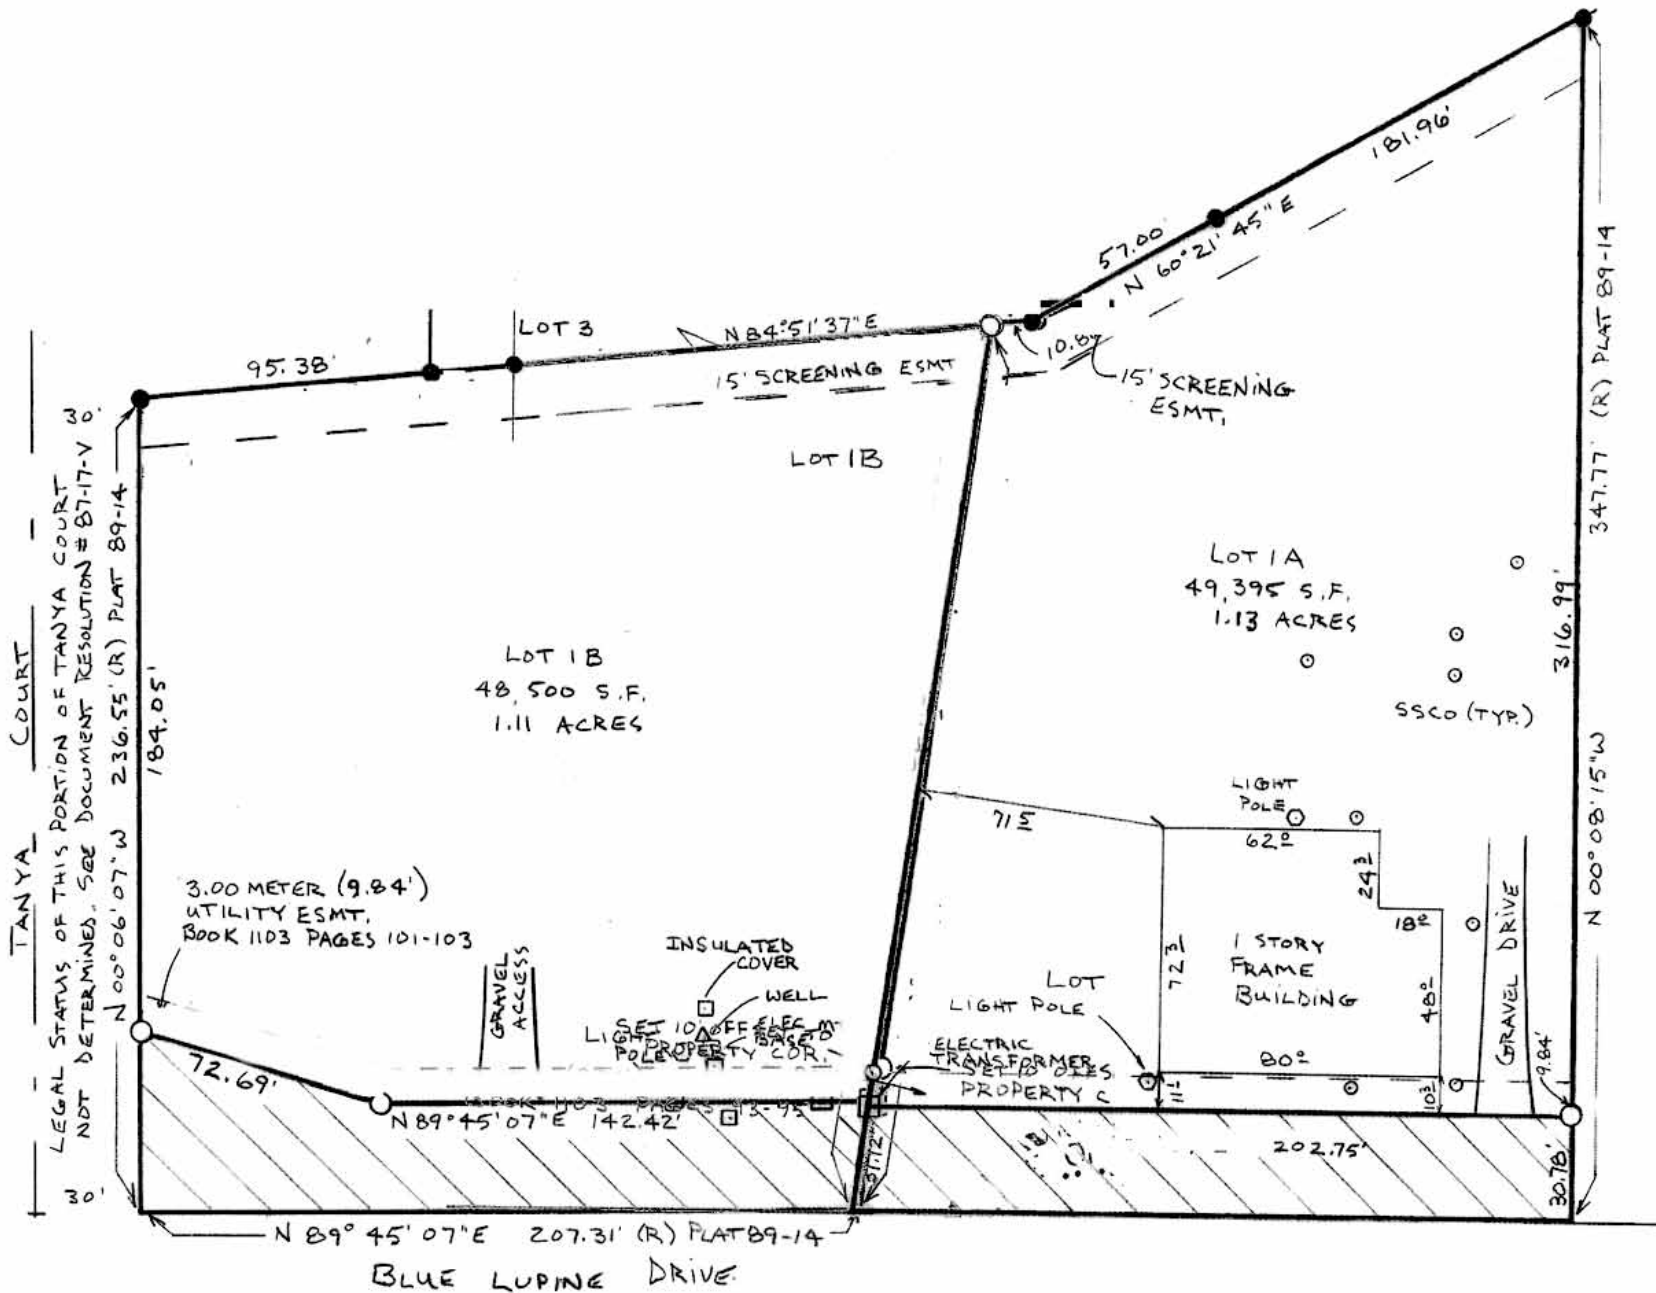 181.96'
57.00'
N 60°21'45"E
LOT 3
N 84°51'37"E
95.38'
15' SCREENING ESMT
15' SCREENING
ESMT.
LOT 1B
347.77' (R) PLAT 89-14
316.99'
N 00°08'15"W
LOT 1A
49,395 S.F.
1.13 ACRES
SSCO (TYP.)
LOT 1B
48,500 S.F.
1.11 ACRES
TANYA COURT
30'
LEGAL STATUS OF THIS PORTION OF TANYA COURT
NOT DETERMINED. SEE DOCUMENT RESOLUTION # 87-17-V
N 00°06'07"W 236.55' (R) PLAT 89-14
184.05'
30'
3.00 METER (9.84')
UTILITY ESMT.
BOOK 1103 PAGES 101-103
72.69'
GRAVEL
ACCESS
INSULATED
COVER
WELL
LIGHT
POLE
PROPERTY COR.
71 5
LIGHT
POLE
62 0
24 3
18 0
72 3
1 STORY
FRAME
BUILDING
48 0
80 0
11 1
10 3
GRAVEL DRIVE
9.84'
LOT
LIGHT POLE
ELECTRIC
TRANSFORMER
PROPERTY C
N 89°45'07"E 142.42'
31.12'
202.75'
30.78'
N 89°45'07"E 207.31' (R) PLAT 89-14
BLUE LUPINE DRIVE